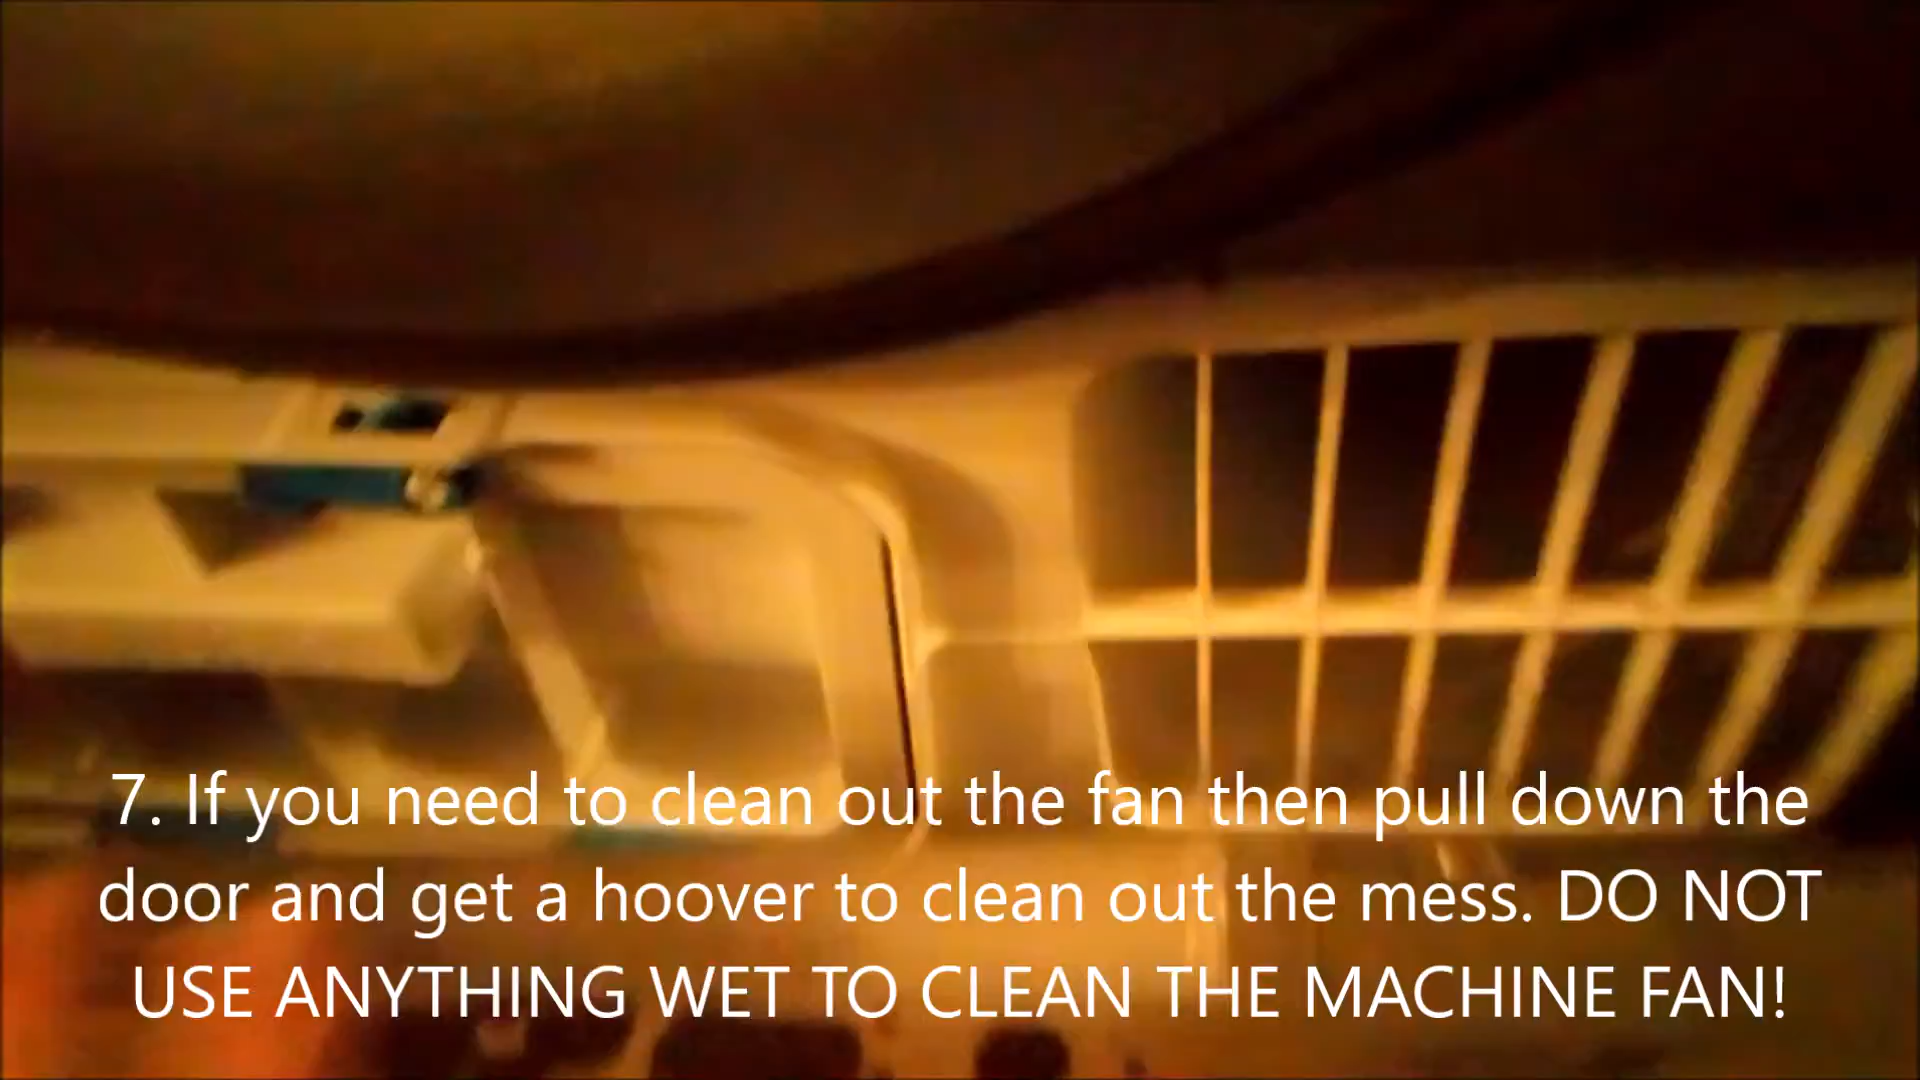 7. If you need to clean out the fan then pull down the
door and get a hoover to clean out the mess. DO NOT
USE ANYTHING WET TO CLEAN THE MACHINE FAN!